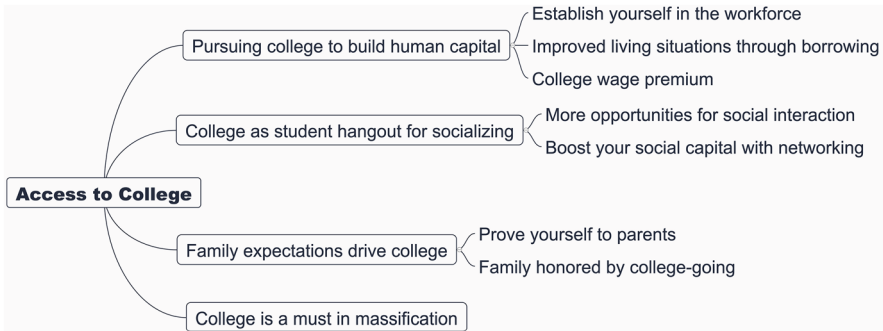 Access to College
Pursuing college to build human capital
Establish yourself in the workforce
Improved living situations through borrowing
College wage premium
College as student hangout for socializing
More opportunities for social interaction
Boost your social capital with networking
Family expectations drive college
Prove yourself to parents
Family honored by college-going
College is a must in massification